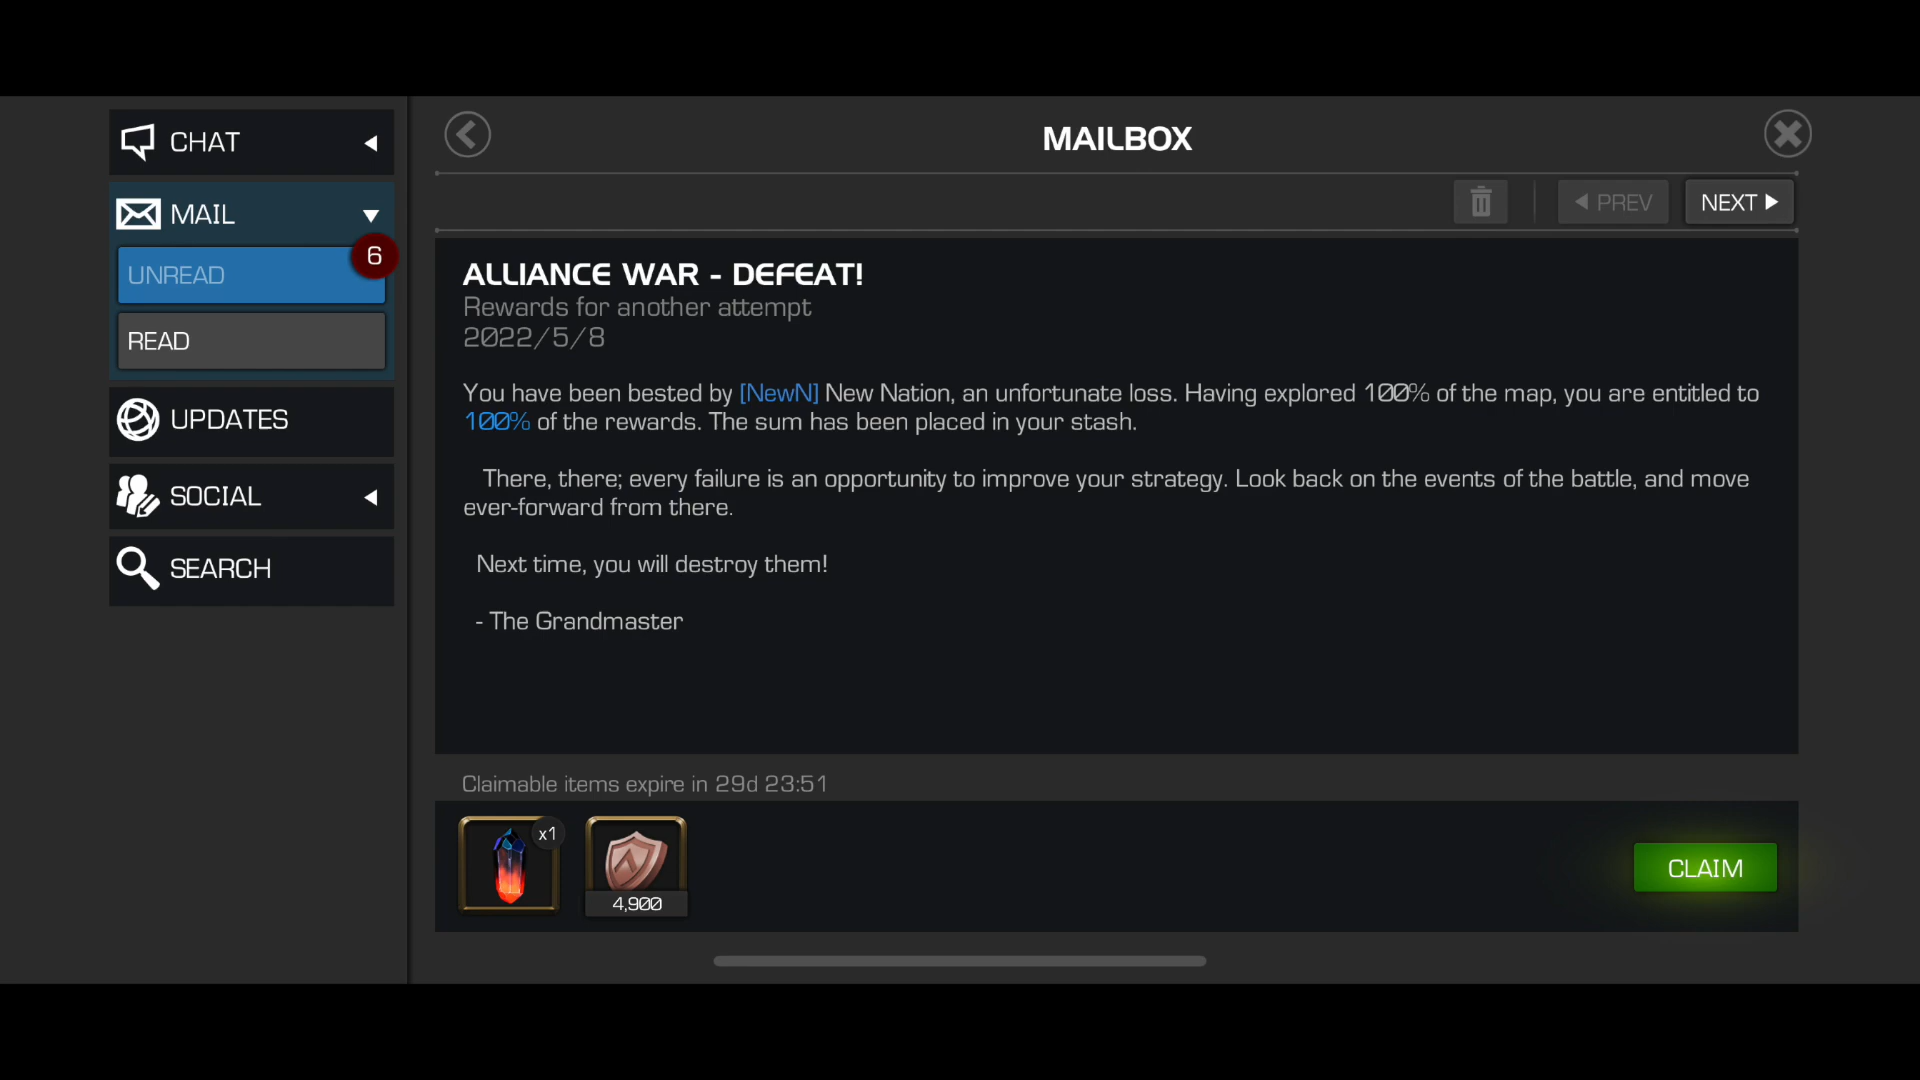 CHAT
MAIL
6
UNREAD
READ
UPDATES
SOCIAL
SEARCH
MAILBOX
PREV
NEXT
ALLIANCE WAR - DEFEAT!
Rewards for another attempt
2022/5/8
You have been bested by [NewN] New Nation, an unfortunate loss. Having explored 100% of the map, you are entitled to
100% of the rewards. The sum has been placed in your stash.
There, there; every failure is an opportunity to improve your strategy. Look back on the events of the battle, and move
ever-forward from there.
Next time, you will destroy them!
- The Grandmaster
Claimable items expire in 29d 23:51
x1
4,900
CLAIM